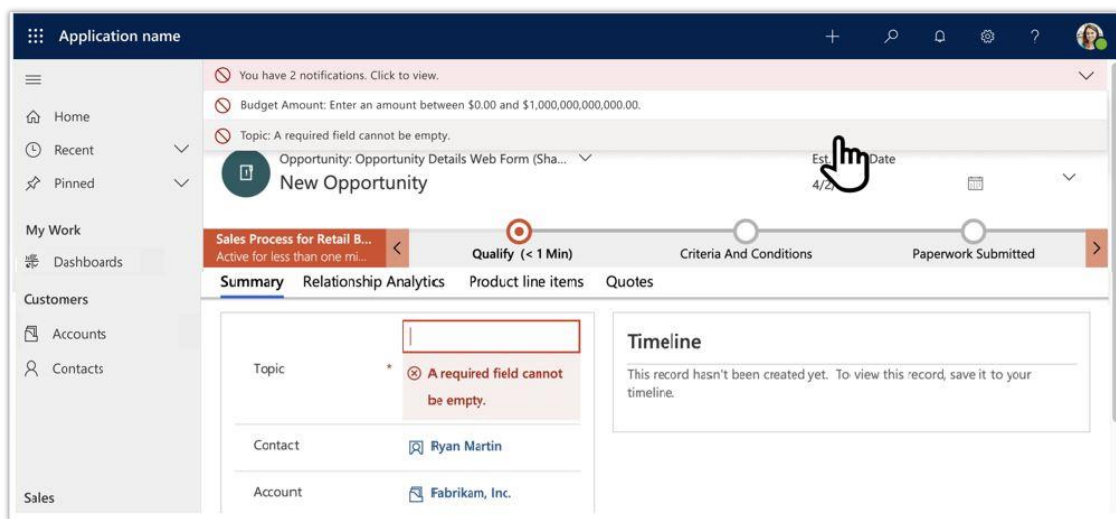 Application name
?
You have 2 notifications. Click to view.
Budget Amount: Enter an amount between $0.00 and $1,000,000,000,000.00.
Topic: A required field cannot be empty.
Home
Recent
Pinned
My Work
Dashboards
Customers
Accounts
Contacts
Sales
Opportunity: Opportunity Details Web Form (Sha...
New Opportunity
Est. Date
4/2/
Sales Process for Retail B...
Active for less than one mi...
Qualify (< 1 Min)
Criteria And Conditions
Paperwork Submitted
Summary Relationship Analytics Product line items Quotes
Topic *
A required field cannot
be empty.
Contact Ryan Martin
Account Fabrikam, Inc.
Timeline
This record hasn't been created yet. To view this record, save it to your
timeline.